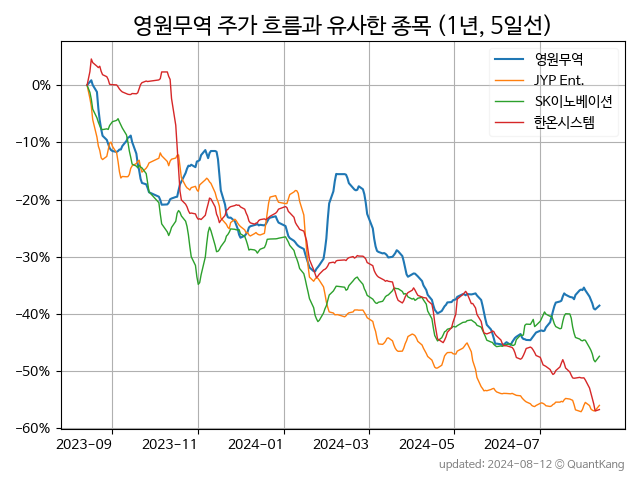 영원무역 주가 흐름과 유사한 종목 (1년, 5일선)
영원무역
JYP Ent.
SK이노베이션
한온시스템
0%
−10%
−20%
−30%
−40%
−50%
−60%
2023-09 2023-11 2024-01 2024-03 2024-05 2024-07
updated: 2024-08-12 © QuantKang